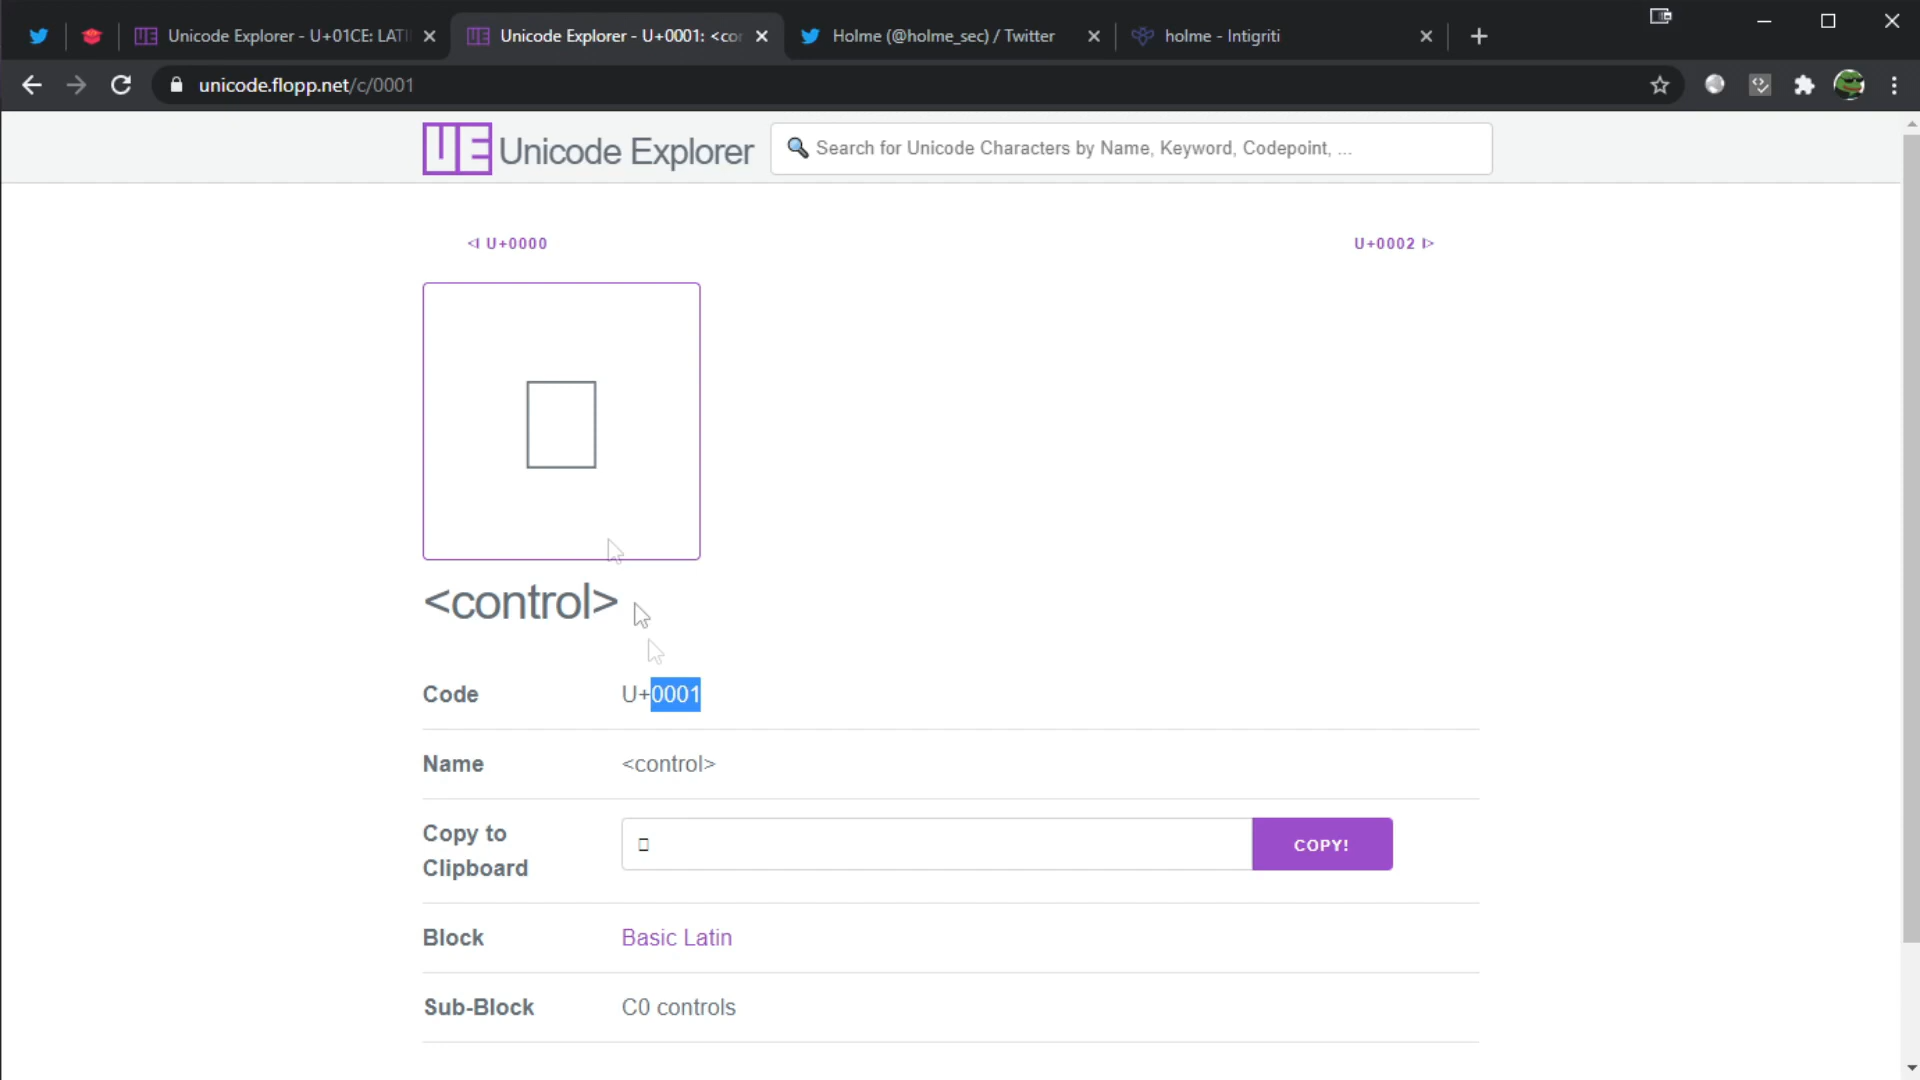 Unicode Explorer - U+01CE: LATI
Unicode Explorer - U+0001: <co
Holme (@holme_sec) / Twitter
holme - Intigriti
unicode.flopp.net/c/0001
UE Unicode Explorer
Search for Unicode Characters by Name, Keyword, Codepoint, ...
U+0000
U+0002
<control>
Code U+0001
Name <control>
Copy to
Clipboard
COPY!
Block Basic Latin
Sub-Block C0 controls